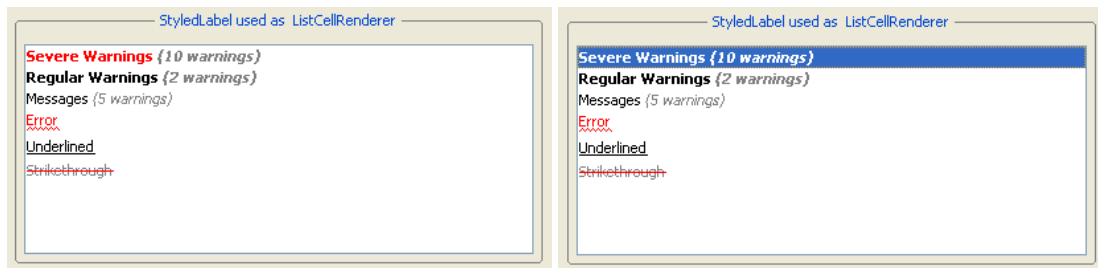 StyledLabel used as ListCellRenderer
Severe Warnings {10 warnings}
Regular Warnings {2 warnings}
Messages {5 warnings}
Error
Underlined
Strikethrough
StyledLabel used as ListCellRenderer
Severe Warnings {10 warnings}
Regular Warnings {2 warnings}
Messages {5 warnings}
Error
Underlined
Strikethrough